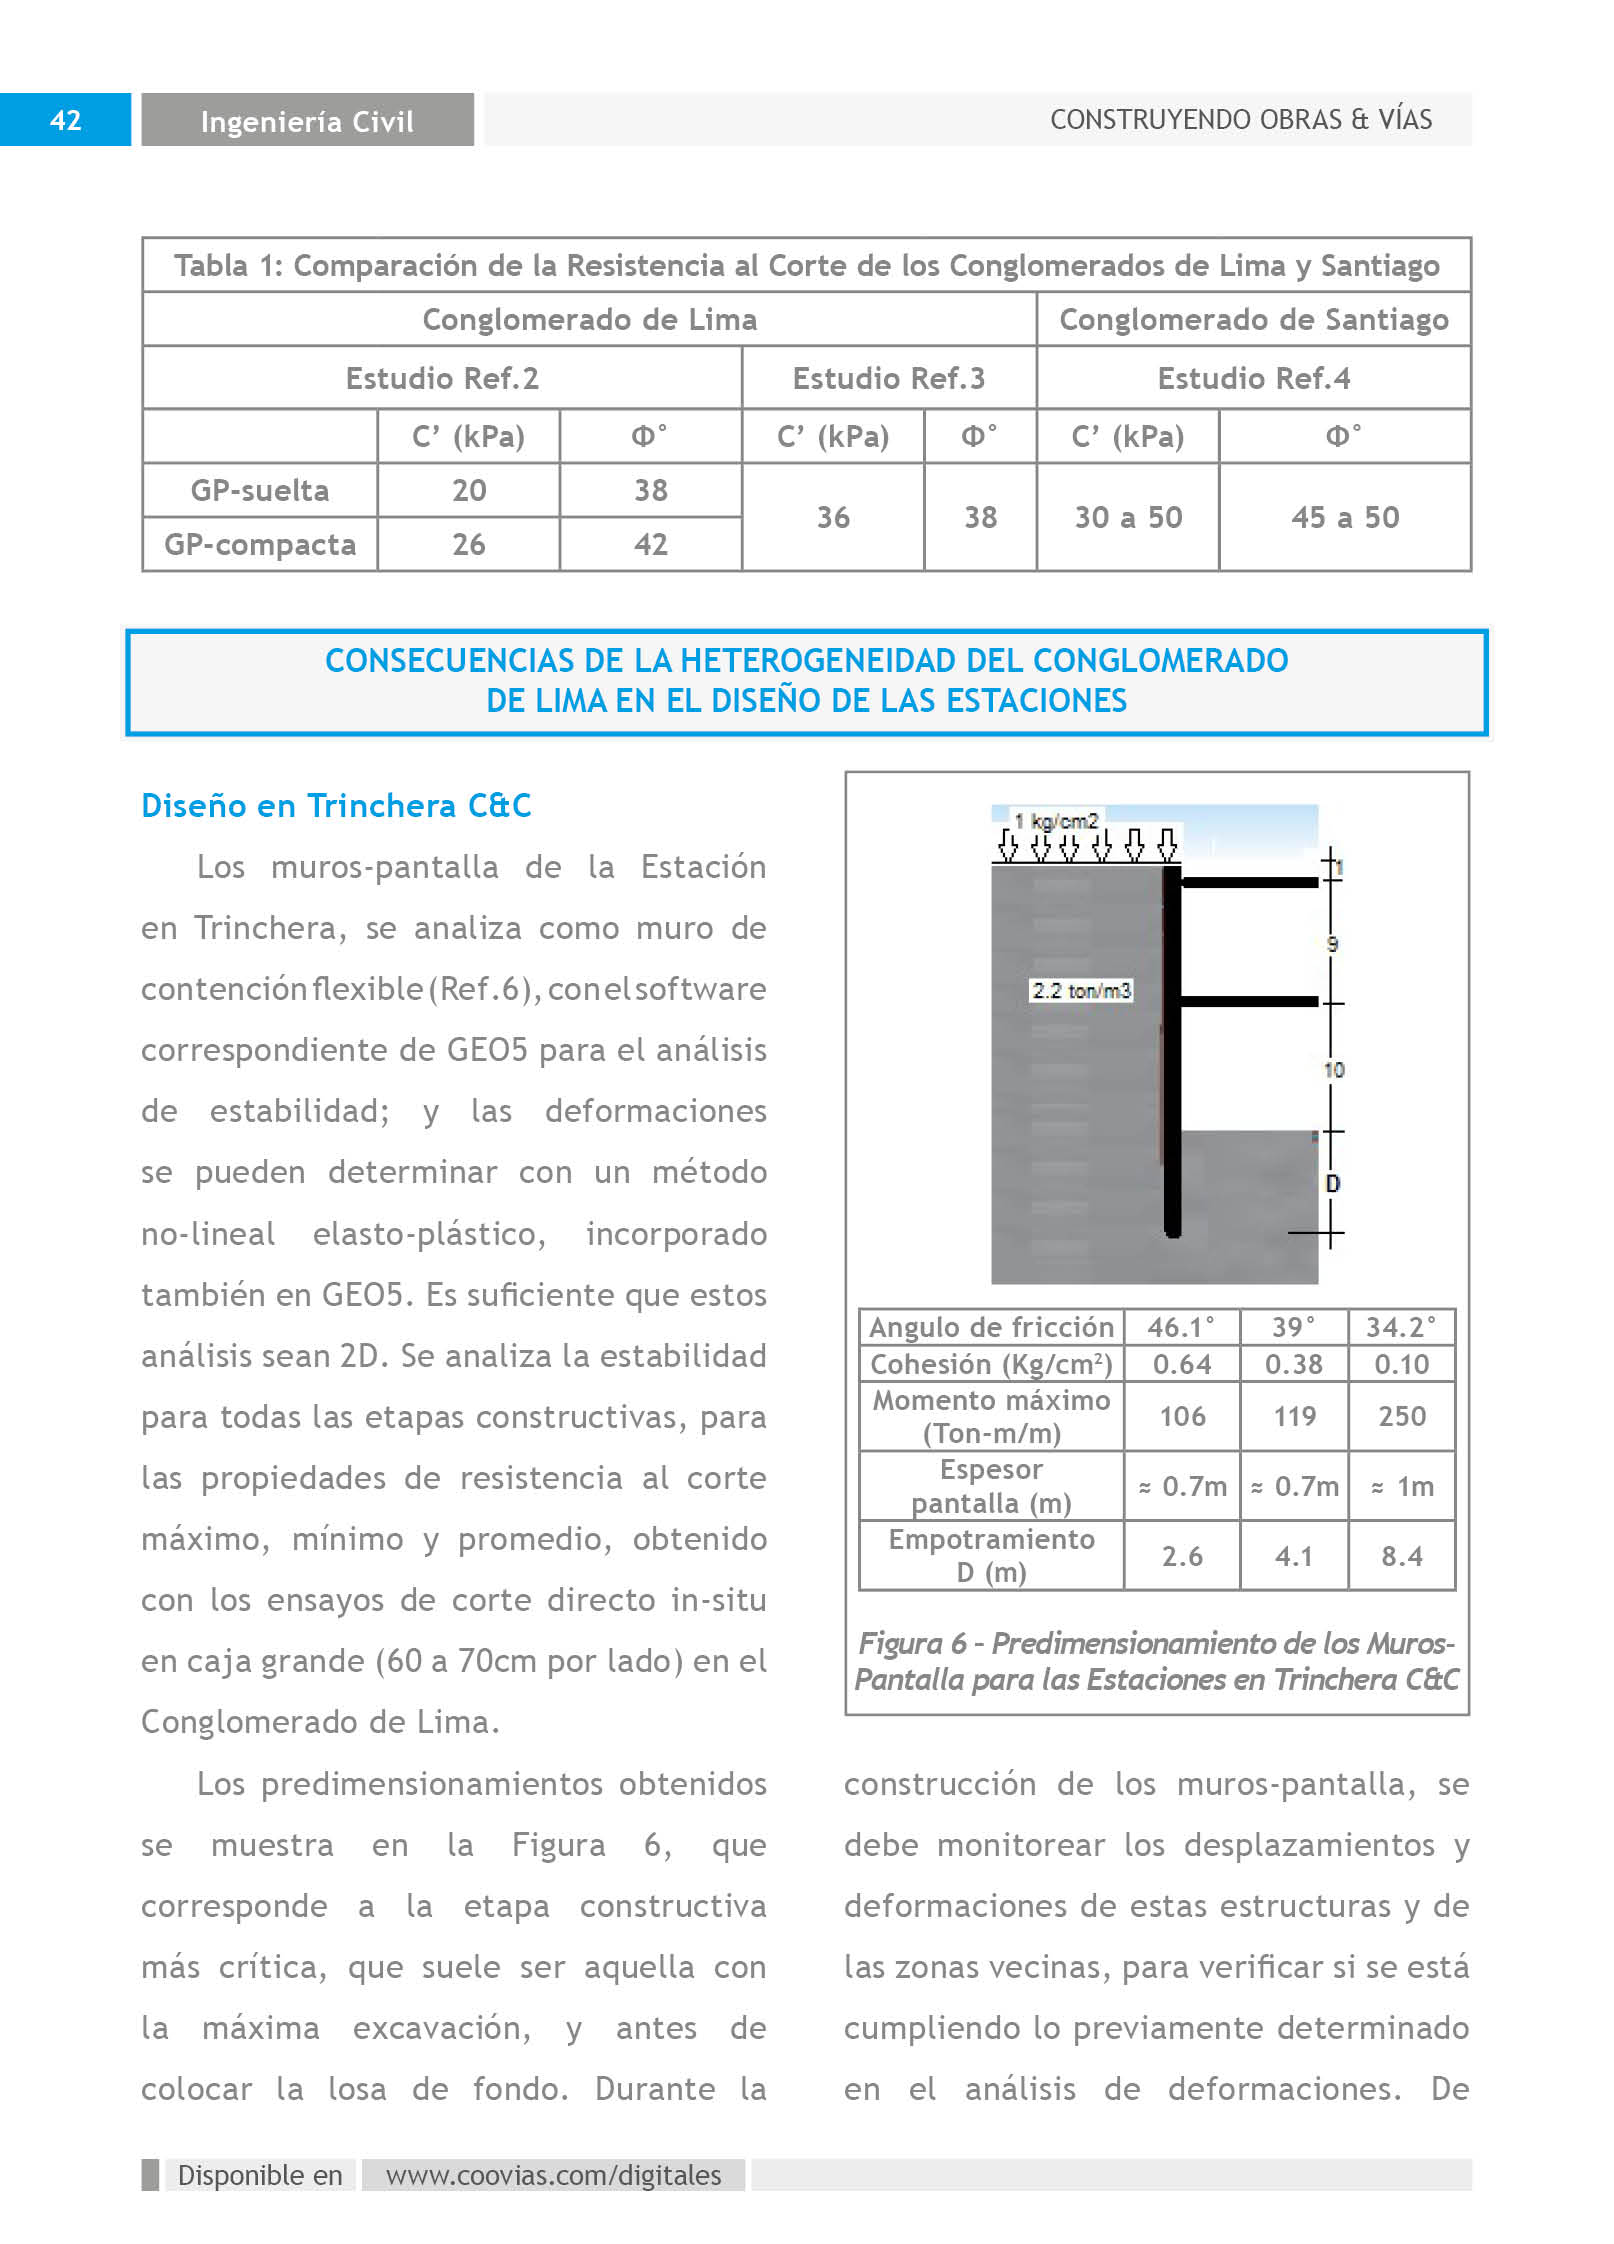 42
Ingeniería Civil
CONSTRUYENDO OBRAS & VÍAS
Tabla 1: Comparación de la Resistencia al Corte de los Conglomerados de Lima y Santiago
Conglomerado de Lima
Conglomerado de Santiago
Estudio Ref.2
Estudio Ref.3
Estudio Ref.4
C’ (kPa)
Φ°
C’ (kPa)
Φ°
C’ (kPa)
Φ°
GP-suelta
20
38
36
38
30 a 50
45 a 50
GP-compacta
26
42
CONSECUENCIAS DE LA HETEROGENEIDAD DEL CONGLOMERADO
DE LIMA EN EL DISEÑO DE LAS ESTACIONES
Diseño en Trinchera C&C
Los muros-pantalla de la Estación
en Trinchera, se analiza como muro de
contención flexible (Ref.6), con el software
correspondiente de GEO5 para el análisis
de estabilidad; y las deformaciones
se pueden determinar con un método
no-lineal elasto-plástico, incorporado
también en GEO5. Es suficiente que estos
análisis sean 2D. Se analiza la estabilidad
para todas las etapas constructivas, para
las propiedades de resistencia al corte
máximo, mínimo y promedio, obtenido
con los ensayos de corte directo in-situ
en caja grande (60 a 70cm por lado) en el
Conglomerado de Lima.
Los predimensionamientos obtenidos
se muestra en la Figura 6, que
corresponde a la etapa constructiva
más crítica, que suele ser aquella con
la máxima excavación, y antes de
colocar la losa de fondo. Durante la
1 kg/cm2
1
9
2.2 ton/m3
10
D
Angulo de fricción
46.1°
39°
34.2°
Cohesión (Kg/cm²)
0.64
0.38
0.10
Momento máximo
(Ton-m/m)
106
119
250
Espesor
pantalla (m)
≈ 0.7m
≈ 0.7m
≈ 1m
Empotramiento
D (m)
2.6
4.1
8.4
Figura 6 – Predimensionamiento de los Muros-
Pantalla para las Estaciones en Trinchera C&C
construcción de los muros-pantalla, se
debe monitorear los desplazamientos y
deformaciones de estas estructuras y de
las zonas vecinas, para verificar si se está
cumpliendo lo previamente determinado
en el análisis de deformaciones. De
Disponible en
www.coovias.com/digitales